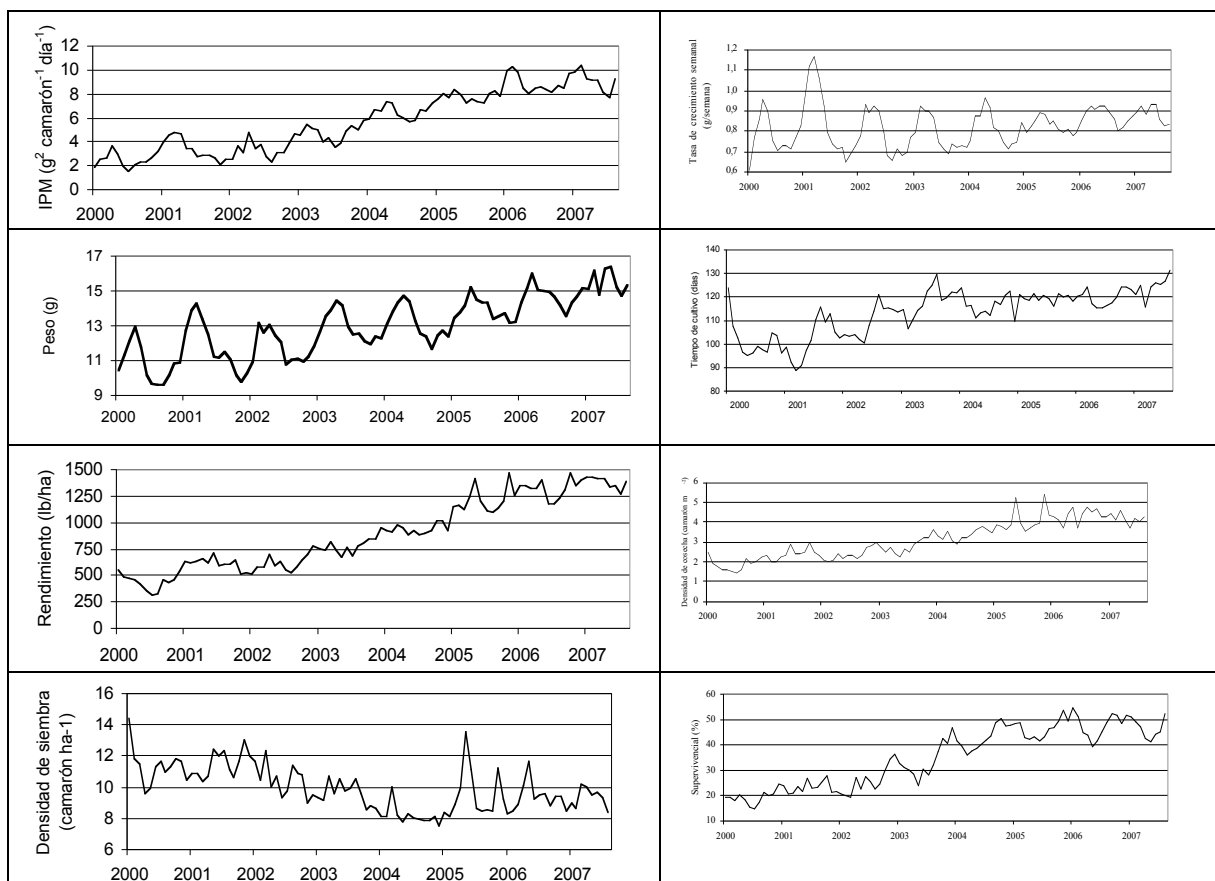 IPM (g² camarón⁻¹ día⁻¹)
12
10
8
6
4
2
0
2000 2001 2002 2003 2004 2005 2006 2007
Tasa de crecimiento semanal
(g/semana)
1,2
1,1
1,0
0,9
0,8
0,7
0,6
2000 2001 2002 2003 2004 2005 2006 2007
Peso (g)
17
15
13
11
9
2000 2001 2002 2003 2004 2005 2006 2007
Tiempo de cultivo (días)
140
130
120
110
100
90
80
2000 2001 2002 2003 2004 2005 2006 2007
Rendimiento (lb/ha)
1500
1250
1000
750
500
250
0
2000 2001 2002 2003 2004 2005 2006 2007
Densidad de cosecha (camarón m⁻²)
6
5
4
3
2
1
0
2000 2001 2002 2003 2004 2005 2006 2007
Densidad de siembra
(camarón ha-1)
16
14
12
10
8
6
2000 2001 2002 2003 2004 2005 2006 2007
Supervivencial (%)
60
50
40
30
20
10
2000 2001 2002 2003 2004 2005 2006 2007